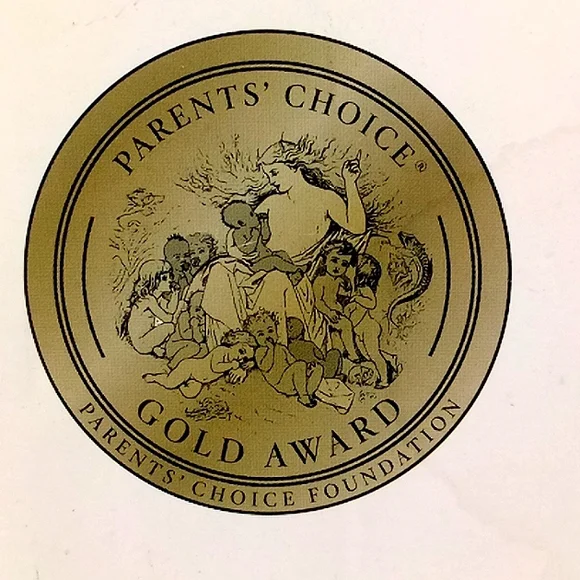 PARENTS' CHOICE®
GOLD AWARD
PARENTS' CHOICE FOUNDATION